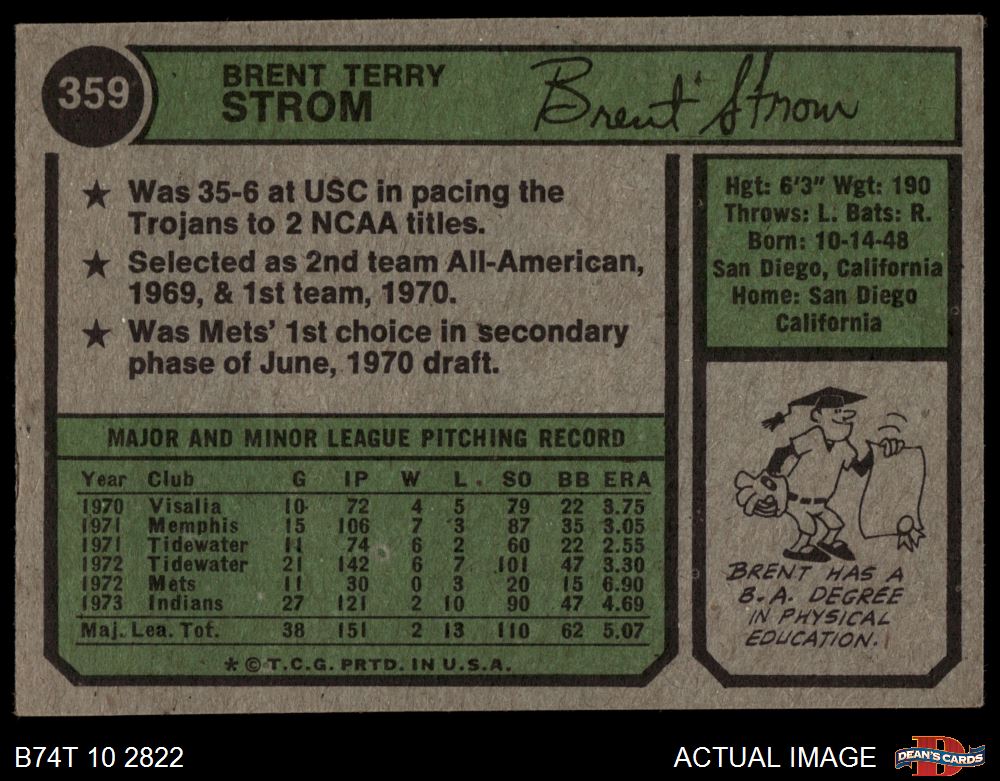 359
BRENT TERRY
STROM
Brent Strom
★ Was 35-6 at USC in pacing the
Trojans to 2 NCAA titles.
★ Selected as 2nd team All-American,
1969, & 1st team, 1970.
★ Was Mets' 1st choice in secondary
phase of June, 1970 draft.
Hgt: 6'3" Wgt: 190
Throws: L. Bats: R.
Born: 10-14-48
San Diego, California
Home: San Diego
California
MAJOR AND MINOR LEAGUE PITCHING RECORD
Year Club G IP W L SO BB ERA
1970 Visalia 10 72 4 5 79 22 3.75
1971 Memphis 15 106 7 3 87 35 3.05
1971 Tidewater 11 74 6 2 60 22 2.55
1972 Tidewater 21 142 6 7 101 47 3.30
1972 Mets 11 30 0 3 20 15 6.90
1973 Indians 27 121 2 10 90 47 4.69
Maj. Lea. Tot. 38 151 2 13 110 62 5.07
* © T.C.G. PRTD. IN U.S.A.
BRENT HAS A
B.A. DEGREE
IN PHYSICAL
EDUCATION.
B74T 10 2822
ACTUAL IMAGE
D
DEAN'S CARDS